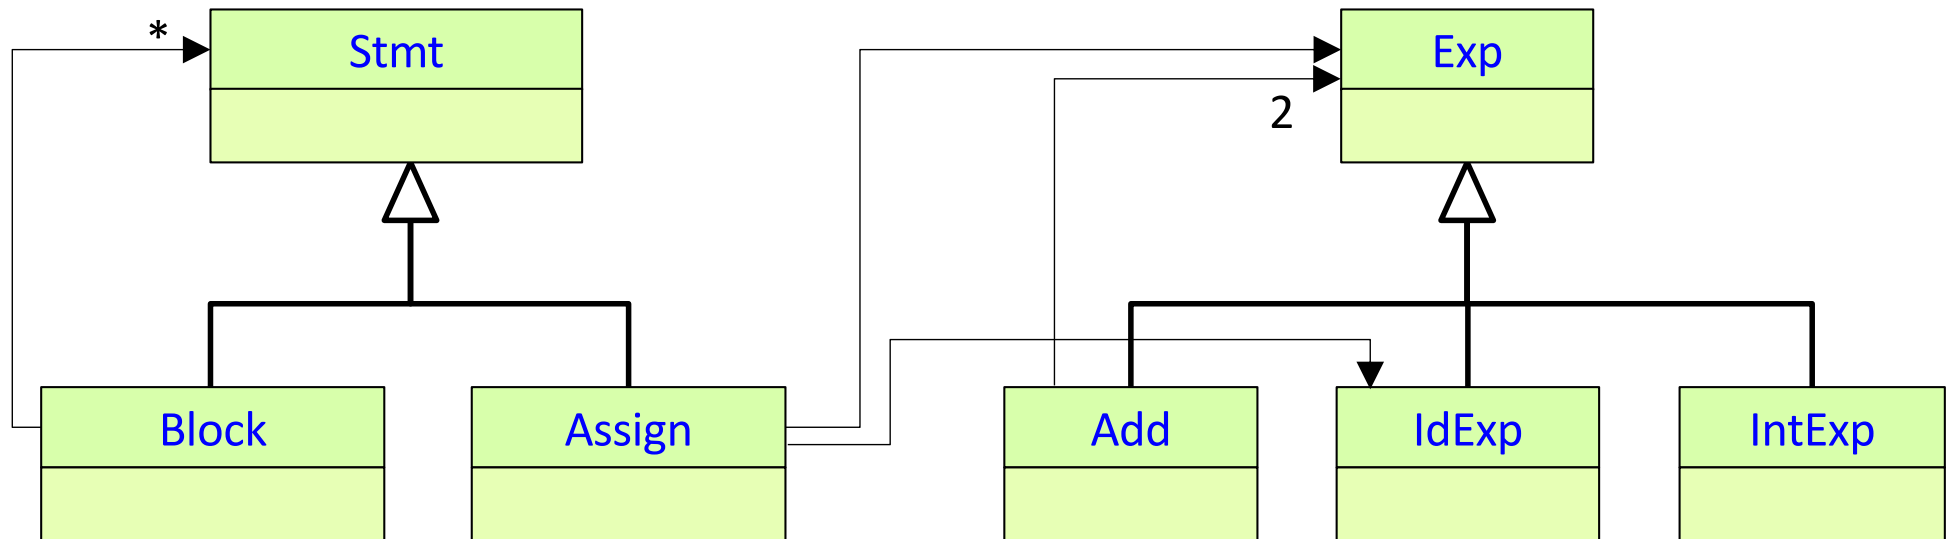 *
Stmt
Exp
2
Block
Assign
Add
IdExp
IntExp